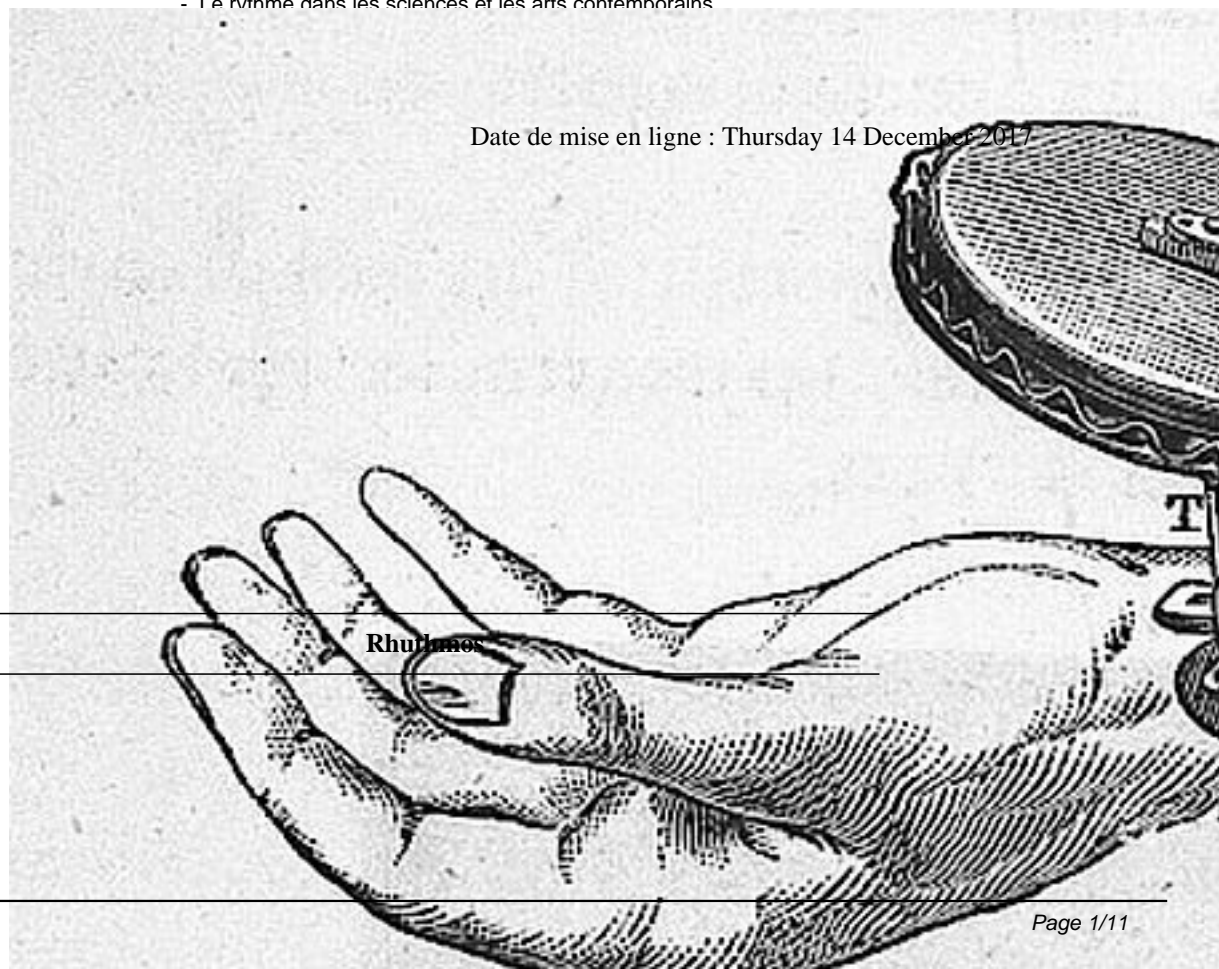 - Le rythme dans les sciences et les arts contemporains
Date de mise en ligne : Thursday 14 December 2017
T
Rhuthmos
Page 1/11